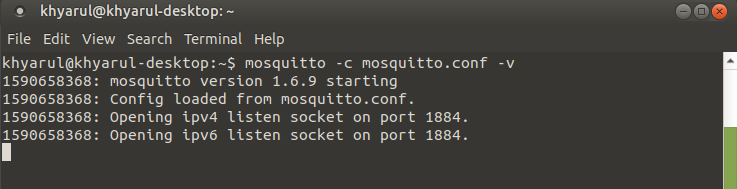 khyarul@khyarul-desktop: ~
File Edit View Search Terminal Help
khyarul@khyarul-desktop:~$ mosquitto -c mosquitto.conf -v
1590658368: mosquitto version 1.6.9 starting
1590658368: Config loaded from mosquitto.conf.
1590658368: Opening ipv4 listen socket on port 1884.
1590658368: Opening ipv6 listen socket on port 1884.